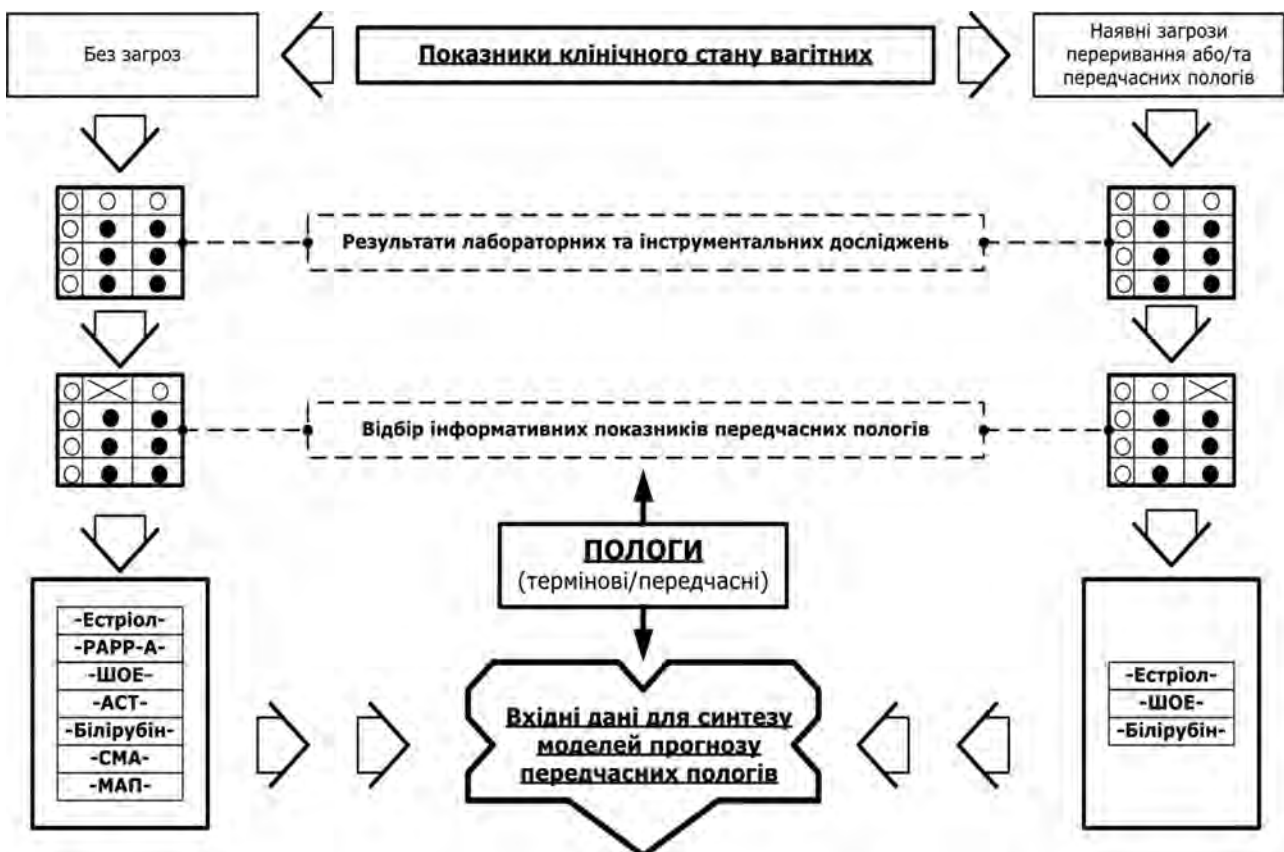 Без загроз
Показники клінічного стану вагітних
Наявні загрози
переривання або/та
передчасних пологів
Результати лабораторних та інструментальних досліджень
Відбір інформативних показників передчасних пологів
ПОЛОГИ
(термінові/передчасні)
-Естріол-
-PAPP-A-
-ШОЕ-
-АСТ-
-Білірубін-
-СМА-
-МАП-
Вхідні дані для синтезу
моделей прогнозу
передчасних пологів
-Естріол-
-ШОЕ-
-Білірубін-